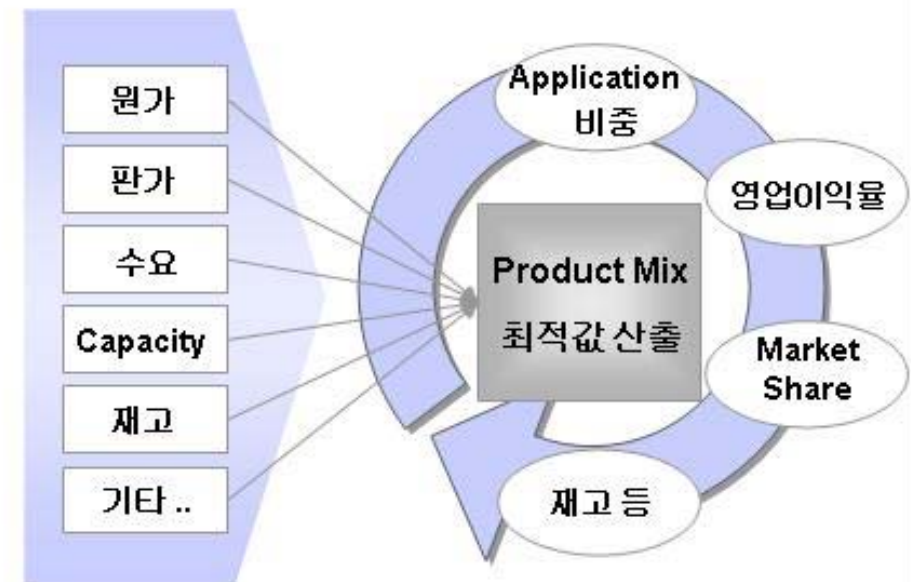 원가
판가
수요
Capacity
재고
기타 ..
Application
비중
영업이익율
Market
Share
재고 등
Product Mix
최적값 산출